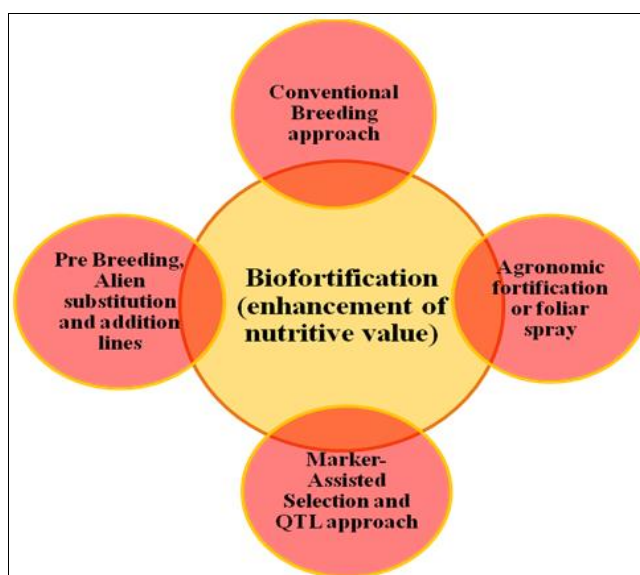 Conventional
Breeding
approach
Pre Breeding,
Alien
substitution
and addition
lines
Biofortification
(enhancement of
nutritive value)
Agronomic
fortification
or foliar
spray
Marker-
Assisted
Selection and
QTL approach